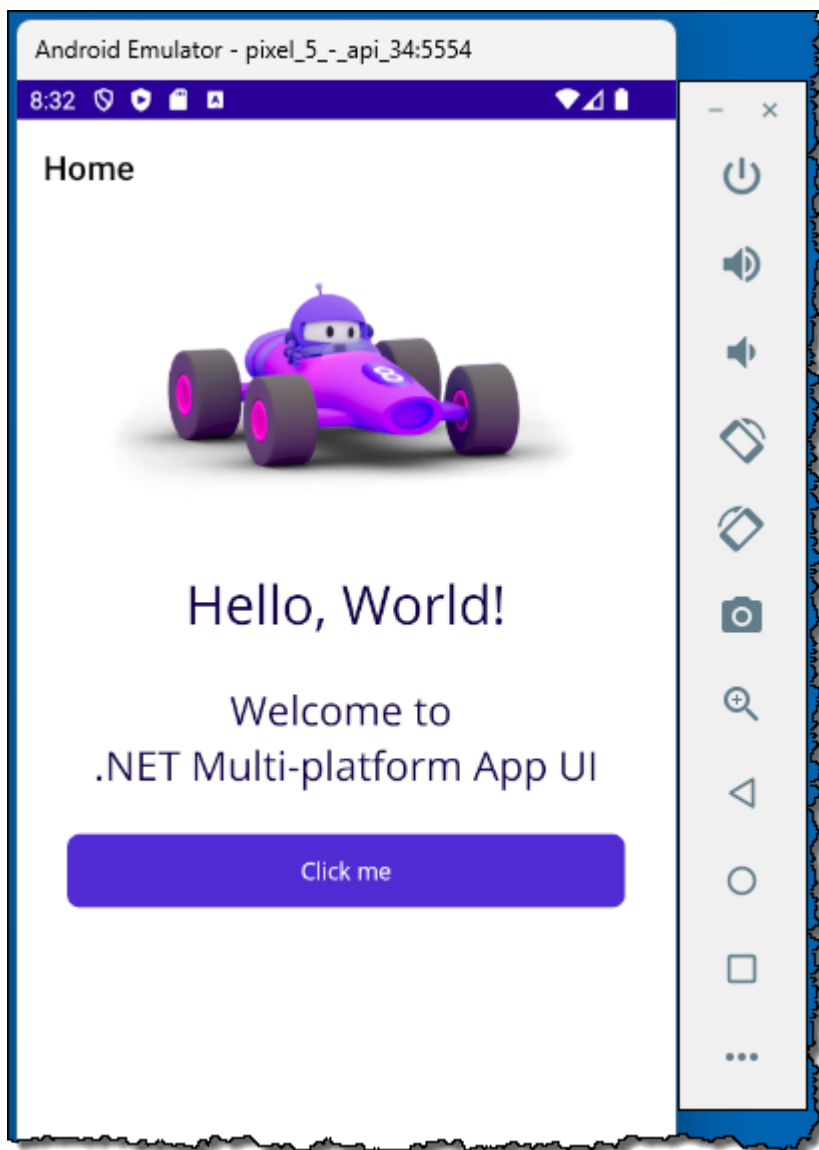 Android Emulator - pixel_5_-_api_34:5554
8:32
Home
8
Hello, World!
Welcome to
.NET Multi-platform App UI
Click me